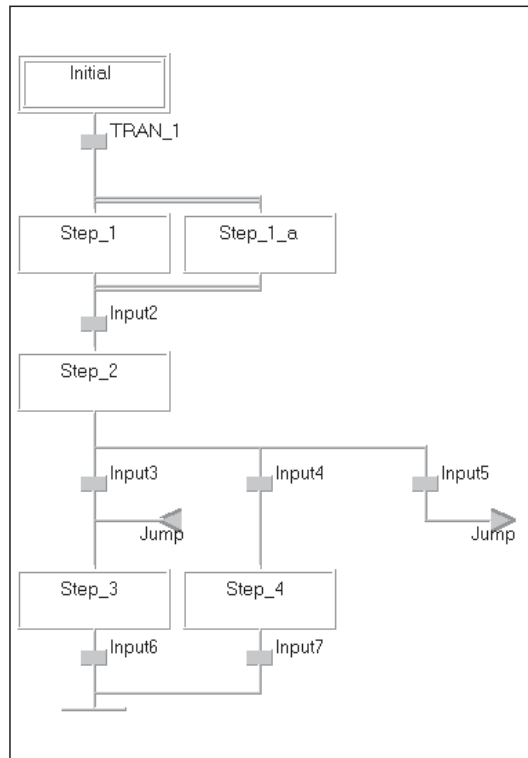 Initial
TRAN_1
Step_1
Step_1_a
Input2
Step_2
Input3
Input4
Input5
Jump
Jump
Step_3
Step_4
Input6
Input7